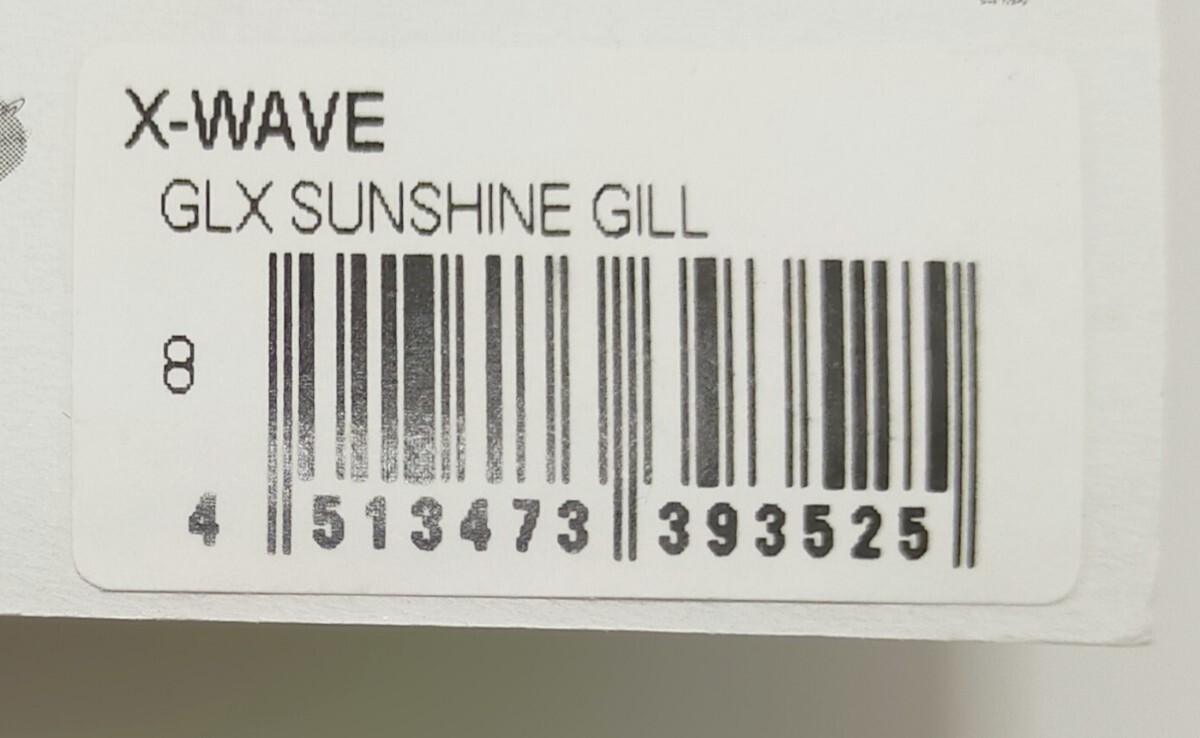 X-WAVE
GLX SUNSHINE GILL
8
4 513473 393525